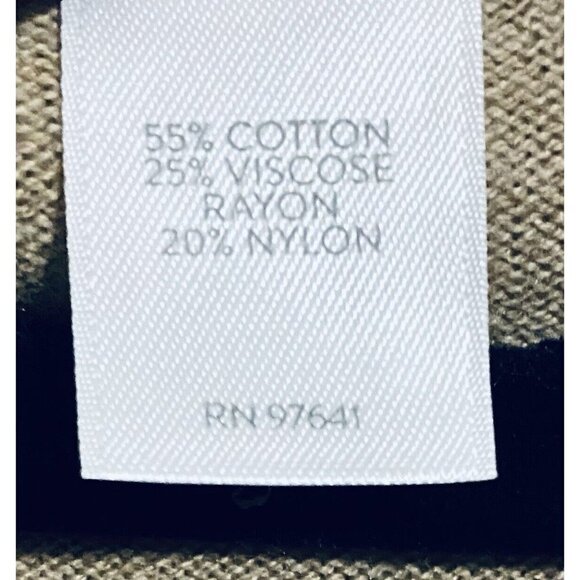 55% COTTON
25% VISCOSE
RAYON
20% NYLON
RN 97641